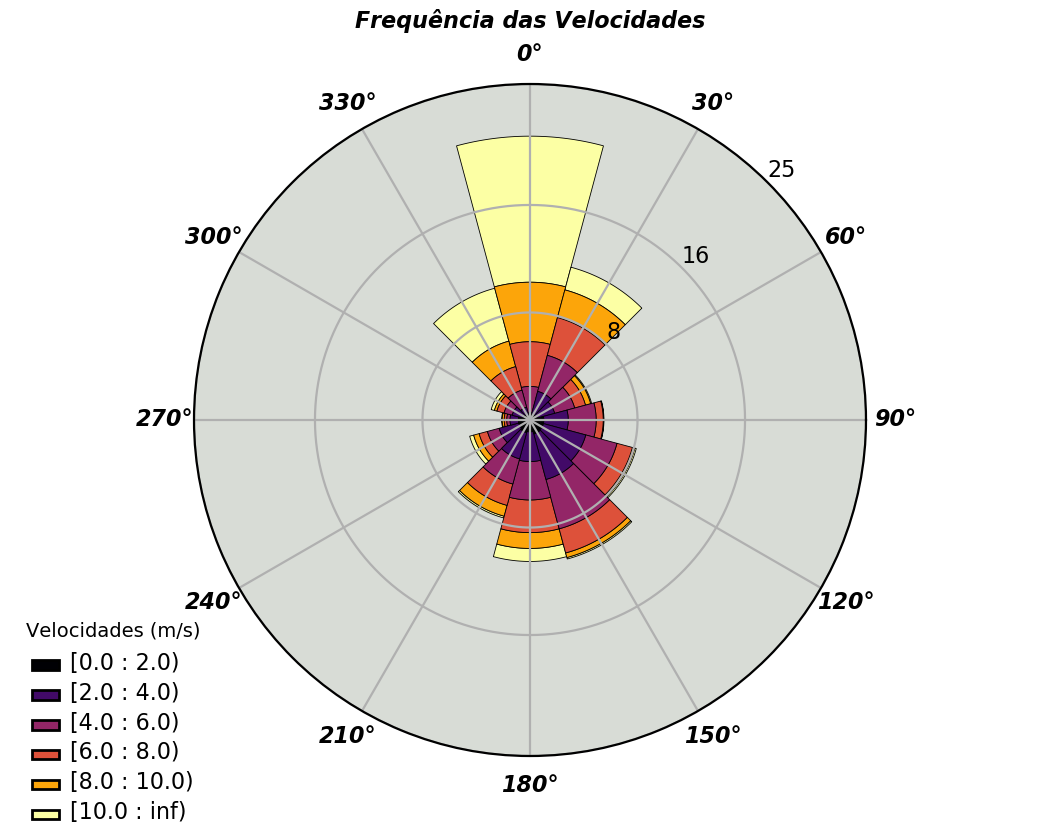 Frequência das Velocidades
0°
330°
30°
25
300°
60°
16
8
270°
90°
240°
120°
210°
150°
180°
Velocidades (m/s)
[0.0 : 2.0)
[2.0 : 4.0)
[4.0 : 6.0)
[6.0 : 8.0)
[8.0 : 10.0)
[10.0 : inf)